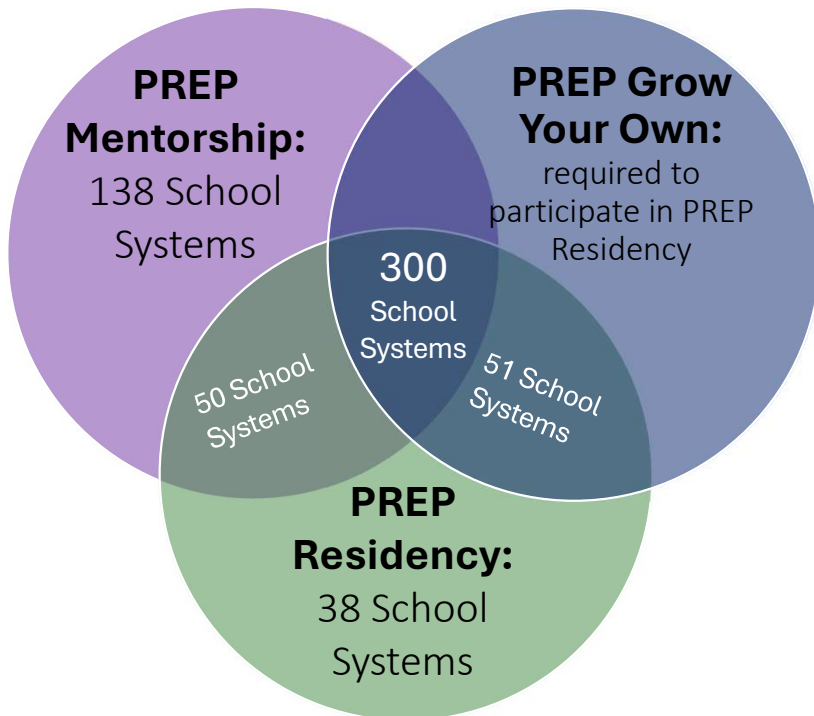 PREP
Mentorship:
138 School
Systems
PREP Grow
Your Own:
required to
participate in PREP
Residency
300
School
Systems
50 School
Systems
51 School
Systems
PREP
Residency:
38 School
Systems